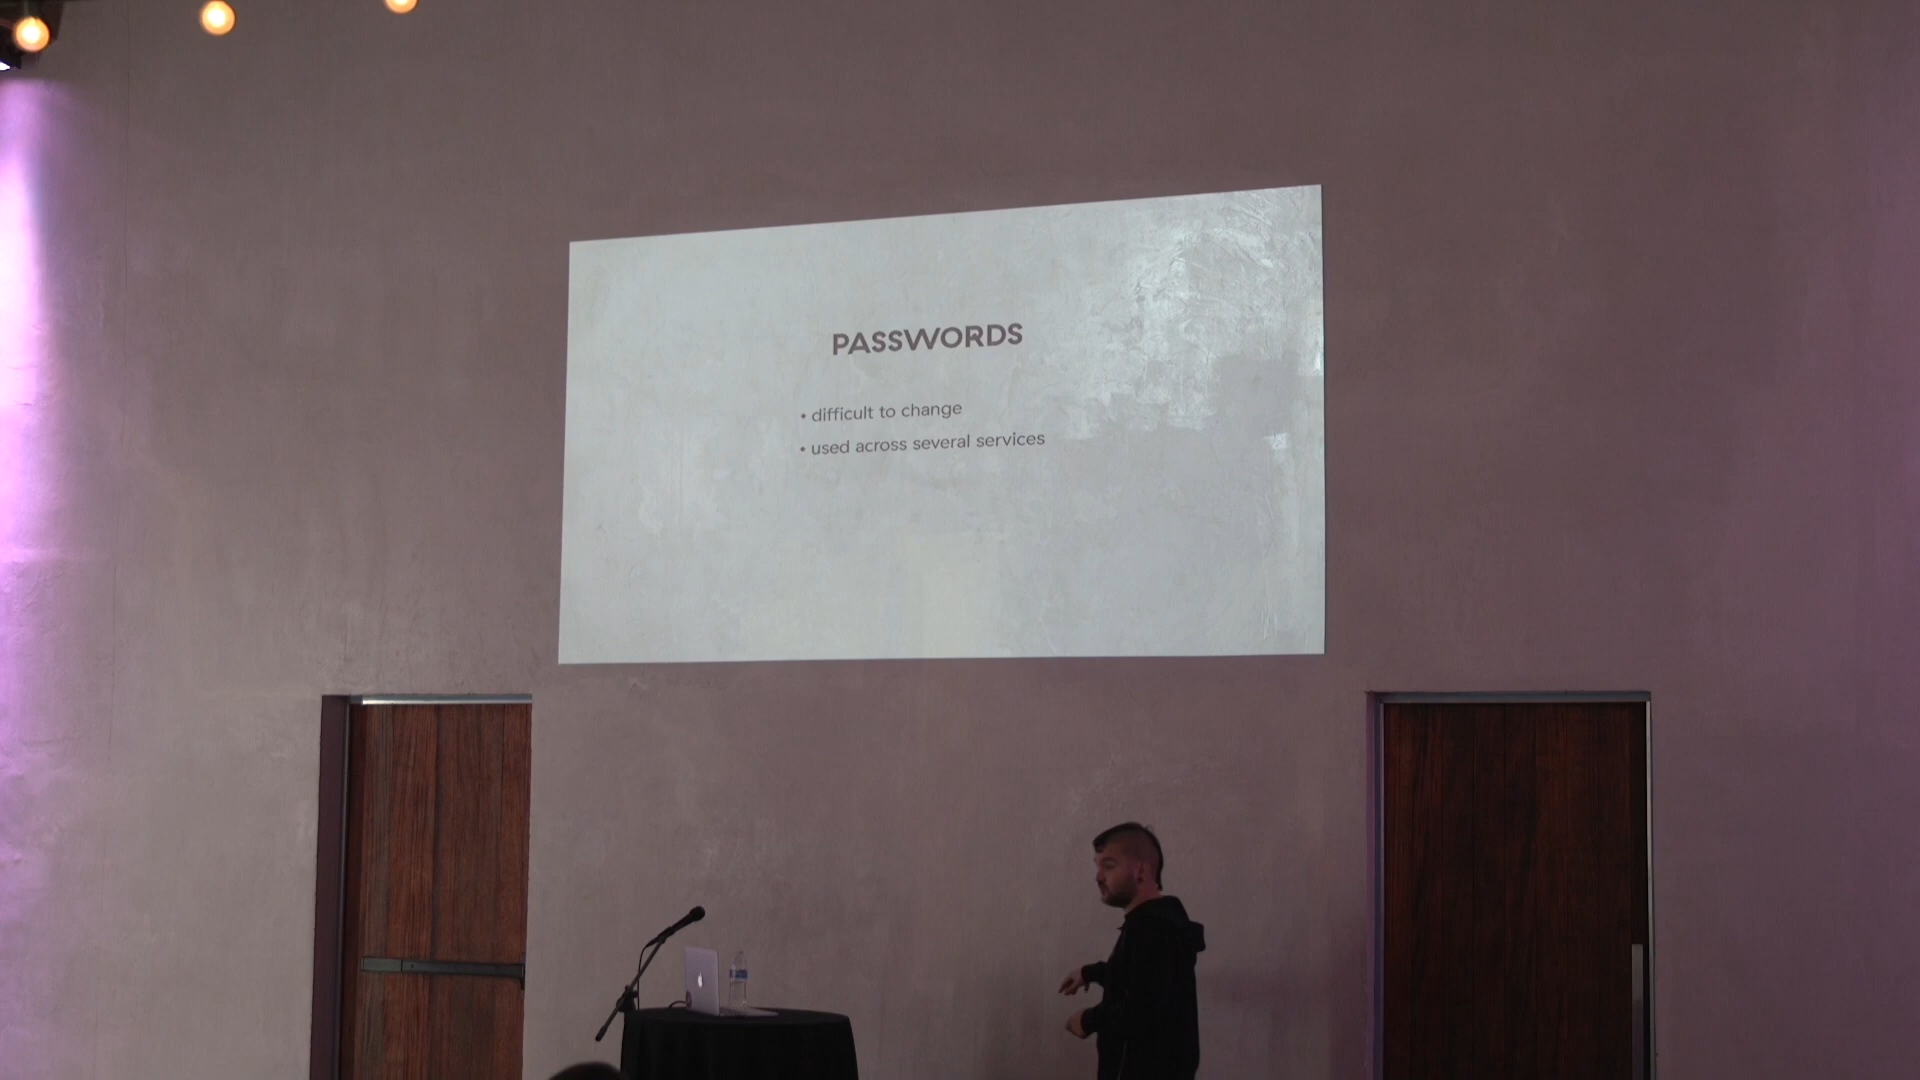 PASSWORDS
• difficult to change
• used across several services